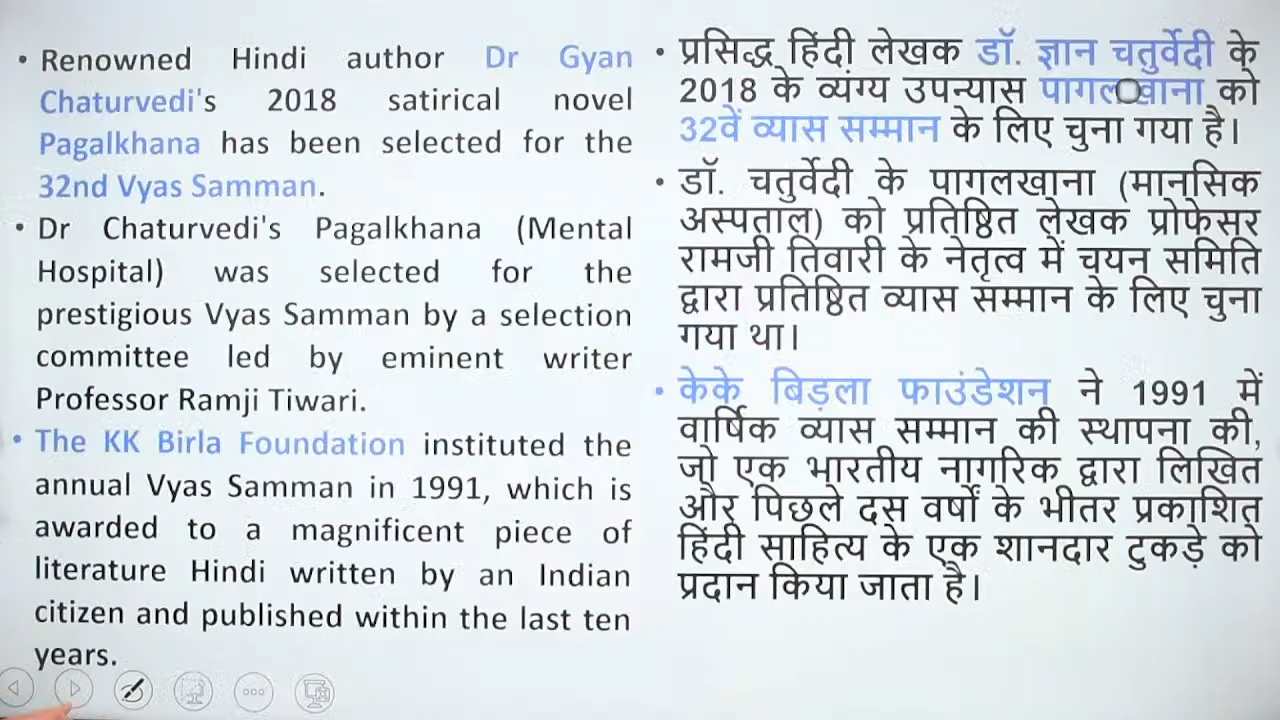 • Renowned Hindi author Dr Gyan
Chaturvedi's 2018 satirical novel
Pagalkhana has been selected for the
32nd Vyas Samman.
• Dr Chaturvedi's Pagalkhana (Mental
Hospital) was selected for the
prestigious Vyas Samman by a selection
committee led by eminent writer
Professor Ramji Tiwari.
• The KK Birla Foundation instituted the
annual Vyas Samman in 1991, which is
awarded to a magnificent piece of
literature Hindi written by an Indian
citizen and published within the last ten
years.
• प्रसिद्ध हिंदी लेखक डॉ. ज्ञान चतुर्वेदी के
2018 के व्यंग्य उपन्यास पागलखाना को
32वें व्यास सम्मान के लिए चुना गया है।
• डॉ. चतुर्वेदी के पागलखाना (मानसिक
अस्पताल) को प्रतिष्ठित लेखक प्रोफेसर
रामजी तिवारी के नेतृत्व में चयन समिति
द्वारा प्रतिष्ठित व्यास सम्मान के लिए चुना
गया था।
• केके बिड़ला फाउंडेशन ने 1991 में
वार्षिक व्यास सम्मान की स्थापना की,
जो एक भारतीय नागरिक द्वारा लिखित
और पिछले दस वर्षों के भीतर प्रकाशित
हिंदी साहित्य के एक शानदार टुकड़े को
प्रदान किया जाता है।